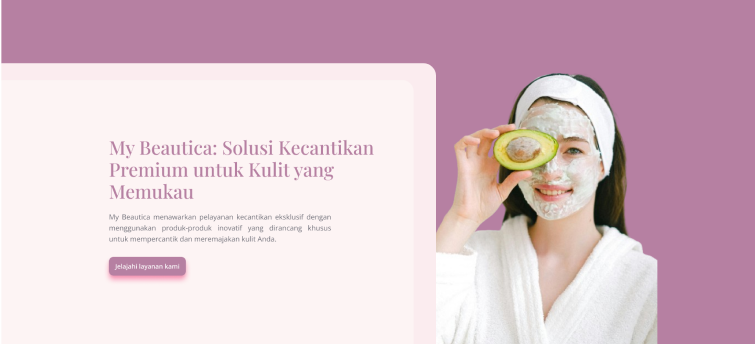 My Beautica: Solusi Kecantikan
Premium untuk Kulit yang
Memukau
My Beautica menawarkan pelayanan kecantikan eksklusif dengan
menggunakan produk-produk inovatif yang dirancang khusus
untuk mempercantik dan meremajakan kulit Anda.
Jelajahi layanan kami